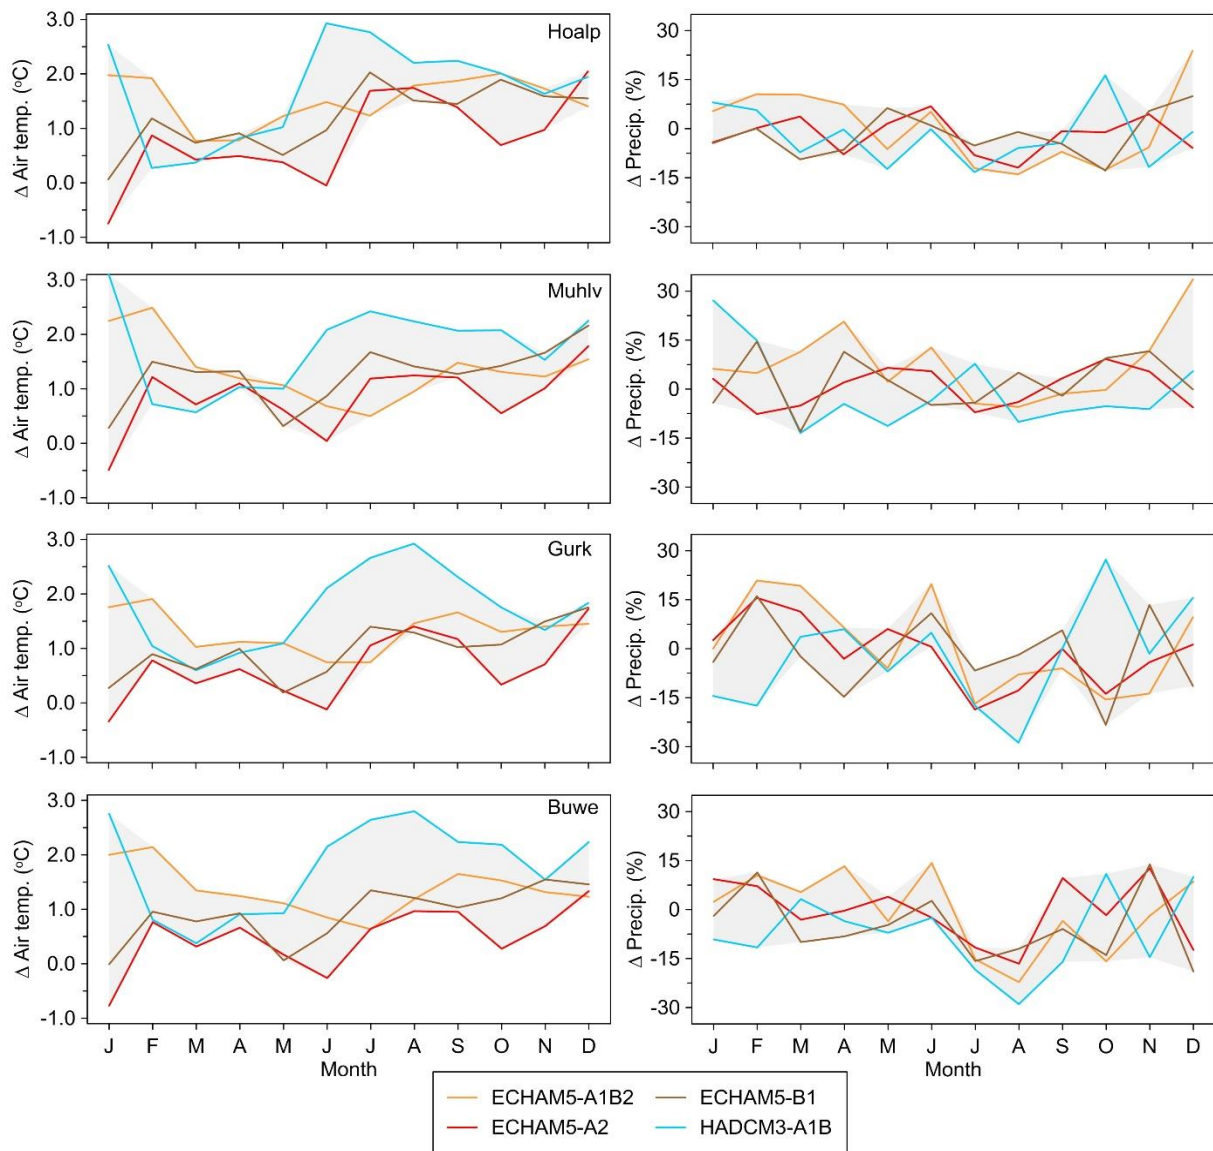 Hoalp
Δ Air temp. (°C)
3.0
2.0
1.0
0.0
-1.0
Δ Precip. (%)
30
15
0
-15
-30
Muhlv
Δ Air temp. (°C)
3.0
2.0
1.0
0.0
-1.0
Δ Precip. (%)
30
15
0
-15
-30
Gurk
Δ Air temp. (°C)
3.0
2.0
1.0
0.0
-1.0
Δ Precip. (%)
30
15
0
-15
-30
Buwe
Δ Air temp. (°C)
3.0
2.0
1.0
0.0
-1.0
Δ Precip. (%)
30
15
0
-15
-30
J F M A M J J A S O N D
Month
J F M A M J J A S O N D
Month
ECHAM5-A1B2 ECHAM5-B1
ECHAM5-A2 HADCM3-A1B